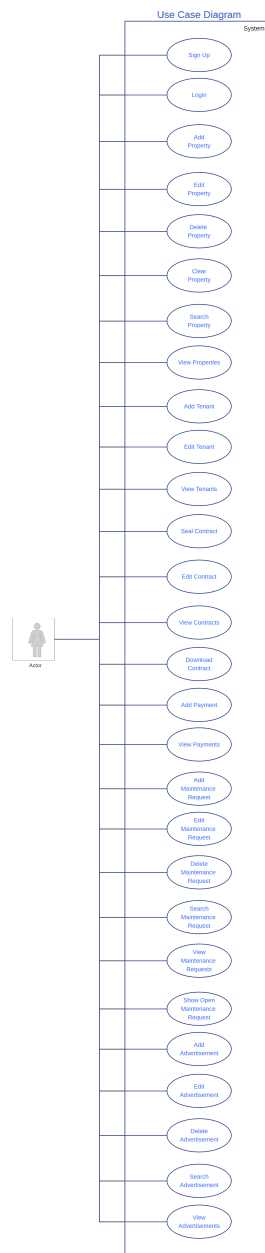 Use Case Diagram
System
Sign Up
Login
Add
Property
Edit
Property
Delete
Property
Clear
Property
Search
Property
View Properties
Add Tenant
Edit Tenant
View Tenants
Seal Contract
Edit Contract
View Contracts
Actor
Download
Contract
Add Payment
View Payments
Add
Maintenance
Request
Edit
Maintenance
Request
Delete
Maintenance
Request
Search
Maintenance
Request
View
Maintenance
Requests
Show Open
Maintenance
Request
Add
Advertisement
Edit
Advertisement
Delete
Advertisement
Search
Advertisement
View
Advertisements